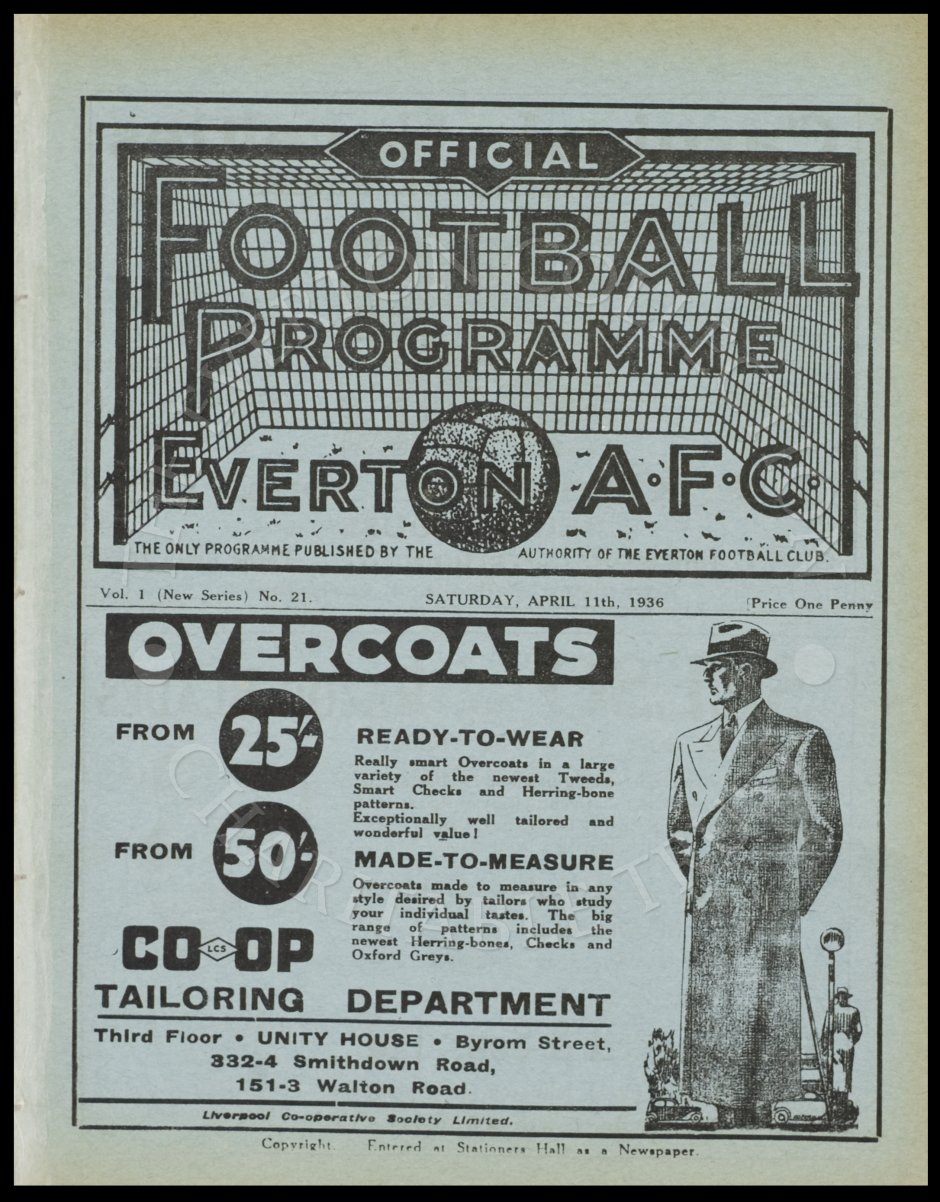 OFFICIAL
FOOTBALL
PROGRAMME
EVERTON A·F·C·
THE ONLY PROGRAMME PUBLISHED BY THE AUTHORITY OF THE EVERTON FOOTBALL CLUB.
Vol. 1 (New Series) No. 21. SATURDAY, APRIL 11th, 1936 Price One Penny
OVERCOATS
FROM 25/-
READY-TO-WEAR
Really smart Overcoats in a large
variety of the newest Tweeds,
Smart Checks and Herring-bone
patterns.
Exceptionally well tailored and
wonderful value!
FROM 50/-
MADE-TO-MEASURE
Overcoats made to measure in any
style desired by tailors who study
your individual tastes. The big
range of patterns includes the
newest Herring-bones, Checks and
Oxford Greys.
CO LCS OP
TAILORING DEPARTMENT
Third Floor • UNITY HOUSE • Byrom Street,
332-4 Smithdown Road,
151-3 Walton Road.
Liverpool Co-operative Society Limited.
Copyright. Entered at Stationers Hall as a Newspaper.